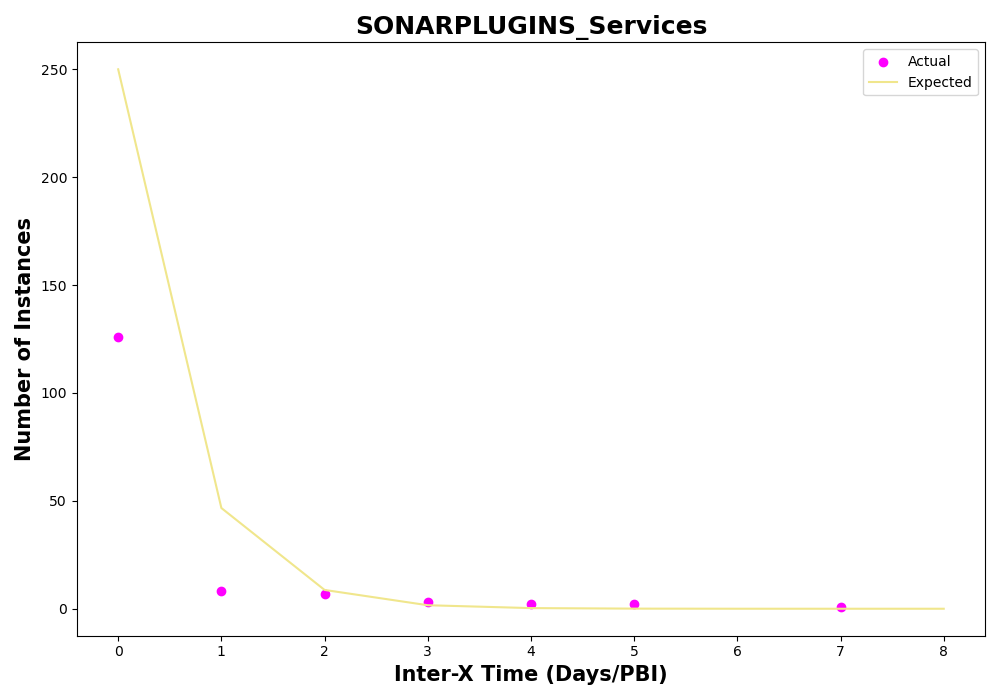 SONARPLUGINS_Services
Actual
Expected
250
200
150
100
50
0
Number of Instances
0 1 2 3 4 5 6 7 8
Inter-X Time (Days/PBI)